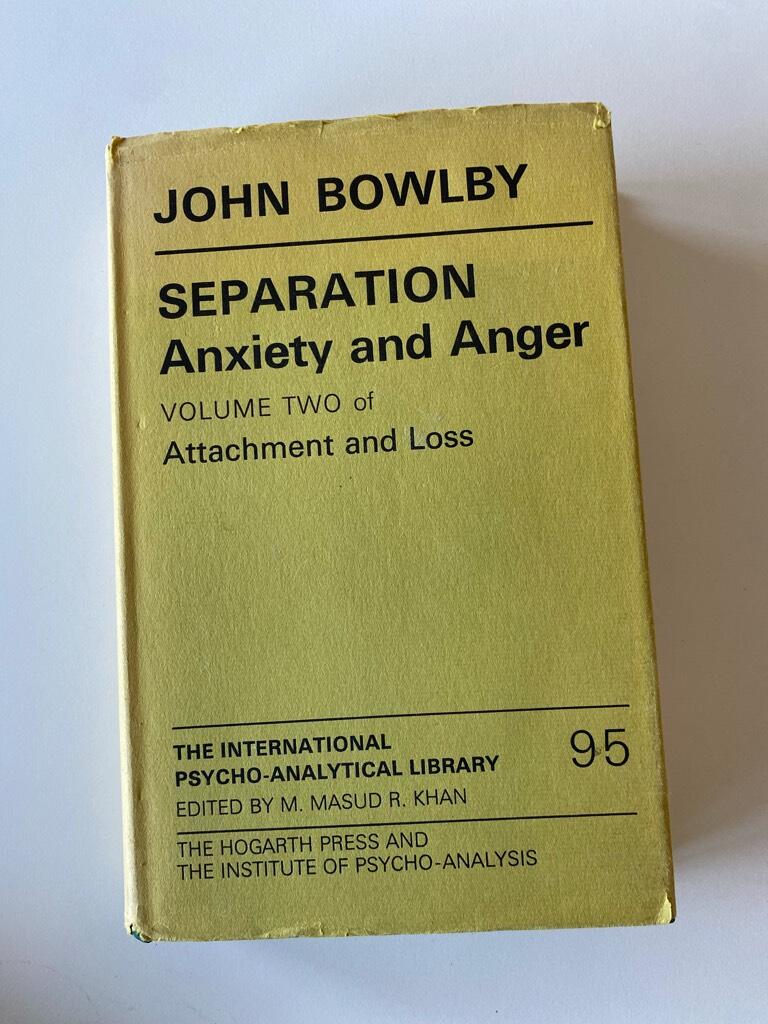 JOHN BOWLBY
SEPARATION
Anxiety and Anger
VOLUME TWO of
Attachment and Loss
THE INTERNATIONAL
PSYCHO-ANALYTICAL LIBRARY
95
EDITED BY M. MASUD R. KHAN
THE HOGARTH PRESS AND
THE INSTITUTE OF PSYCHO-ANALYSIS